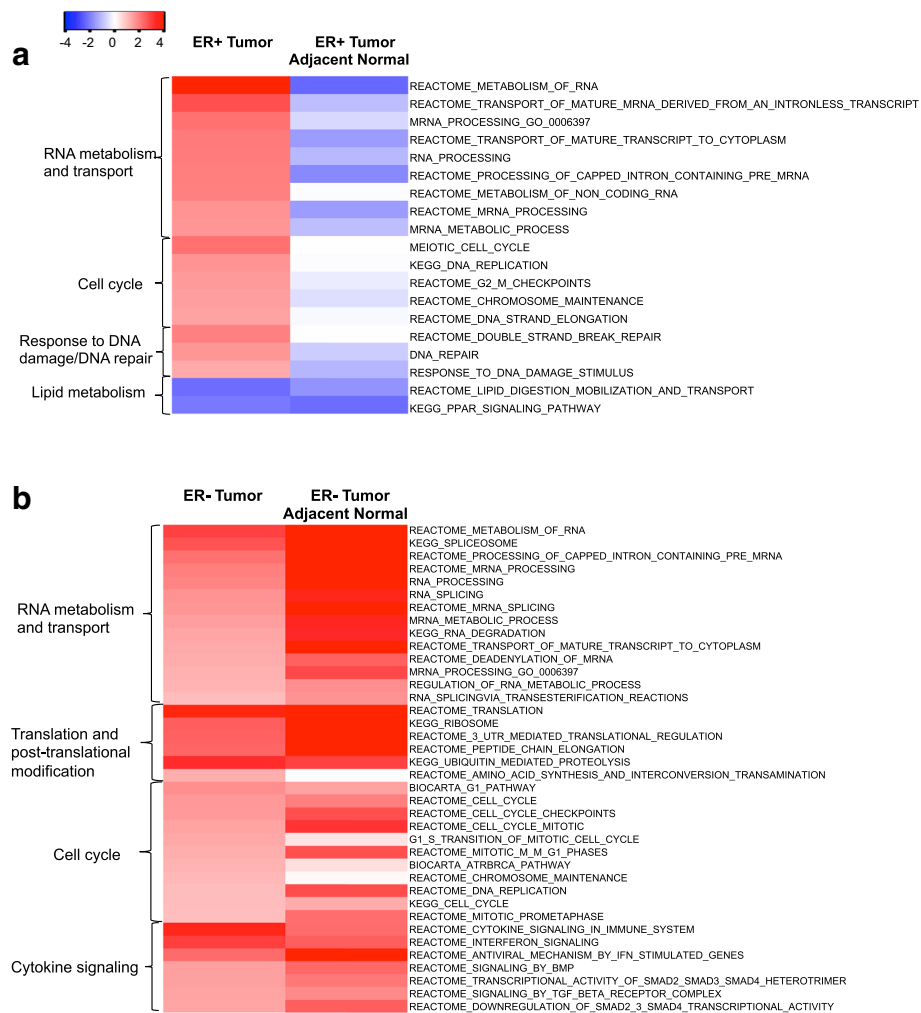 -4 -2 0 2 4
a
ER+ Tumor
ER+ Tumor
Adjacent Normal
RNA metabolism
and transport
Cell cycle
Response to DNA
damage/DNA repair
Lipid metabolism
REACTOME_METABOLISM_OF_RNA
REACTOME_TRANSPORT_OF_MATURE_MRNA_DERIVED_FROM_AN_INTRONLESS_TRANSCRIPT
MRNA_PROCESSING_GO_0006397
REACTOME_TRANSPORT_OF_MATURE_TRANSCRIPT_TO_CYTOPLASM
RNA_PROCESSING
REACTOME_PROCESSING_OF_CAPPED_INTRON_CONTAINING_PRE_MRNA
REACTOME_METABOLISM_OF_NON_CODING_RNA
REACTOME_MRNA_PROCESSING
MRNA_METABOLIC_PROCESS
MEIOTIC_CELL_CYCLE
KEGG_DNA_REPLICATION
REACTOME_G2_M_CHECKPOINTS
REACTOME_CHROMOSOME_MAINTENANCE
REACTOME_DNA_STRAND_ELONGATION
REACTOME_DOUBLE_STRAND_BREAK_REPAIR
DNA_REPAIR
RESPONSE_TO_DNA_DAMAGE_STIMULUS
REACTOME_LIPID_DIGESTION_MOBILIZATION_AND_TRANSPORT
KEGG_PPAR_SIGNALING_PATHWAY
b
ER- Tumor
ER- Tumor
Adjacent Normal
RNA metabolism
and transport
Translation and
post-translational
modification
Cell cycle
Cytokine signaling
REACTOME_METABOLISM_OF_RNA
KEGG_SPLICEOSOME
REACTOME_PROCESSING_OF_CAPPED_INTRON_CONTAINING_PRE_MRNA
REACTOME_MRNA_PROCESSING
RNA_PROCESSING
RNA_SPLICING
REACTOME_MRNA_SPLICING
MRNA_METABOLIC_PROCESS
KEGG_RNA_DEGRADATION
REACTOME_TRANSPORT_OF_MATURE_TRANSCRIPT_TO_CYTOPLASM
REACTOME_DEADENYLATION_OF_MRNA
MRNA_PROCESSING_GO_0006397
REGULATION_OF_RNA_METABOLIC_PROCESS
RNA_SPLICINGVIA_TRANSESTERIFICATION_REACTIONS
REACTOME_TRANSLATION
KEGG_RIBOSOME
REACTOME_3_UTR_MEDIATED_TRANSLATIONAL_REGULATION
REACTOME_PEPTIDE_CHAIN_ELONGATION
KEGG_UBIQUITIN_MEDIATED_PROTEOLYSIS
REACTOME_AMINO_ACID_SYNTHESIS_AND_INTERCONVERSION_TRANSAMINATION
BIOCARTA_G1_PATHWAY
REACTOME_CELL_CYCLE
REACTOME_CELL_CYCLE_CHECKPOINTS
REACTOME_CELL_CYCLE_MITOTIC
G1_S_TRANSITION_OF_MITOTIC_CELL_CYCLE
REACTOME_MITOTIC_M_M_G1_PHASES
BIOCARTA_ATRBRCA_PATHWAY
REACTOME_CHROMOSOME_MAINTENANCE
REACTOME_DNA_REPLICATION
KEGG_CELL_CYCLE
REACTOME_MITOTIC_PROMETAPHASE
REACTOME_CYTOKINE_SIGNALING_IN_IMMUNE_SYSTEM
REACTOME_INTERFERON_SIGNALING
REACTOME_ANTIVIRAL_MECHANISM_BY_IFN_STIMULATED_GENES
REACTOME_SIGNALING_BY_BMP
REACTOME_TRANSCRIPTIONAL_ACTIVITY_OF_SMAD2_SMAD3_SMAD4_HETEROTRIMER
REACTOME_SIGNALING_BY_TGF_BETA_RECEPTOR_COMPLEX
REACTOME_DOWNREGULATION_OF_SMAD2_3_SMAD4_TRANSCRIPTIONAL_ACTIVITY